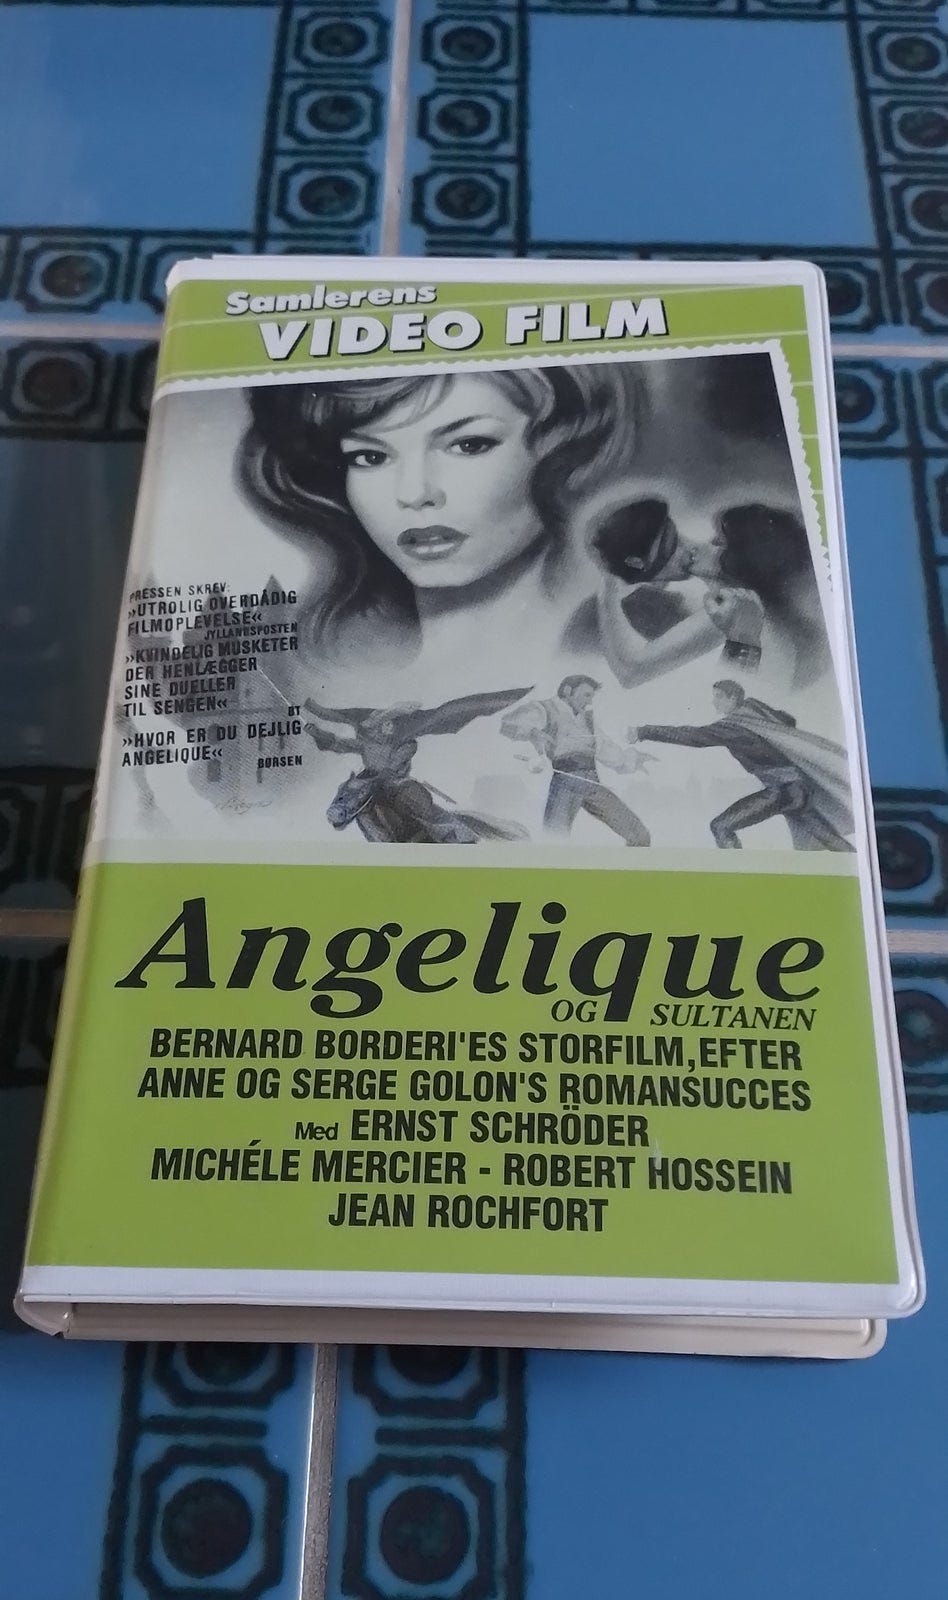 Samlerens
VIDEO FILM
PRESSEN SKREV:
»UTROLIG OVERDÅDIG
FILMOPLEVELSE«
JYLLANDSPOSTEN
»KVINDELIG MUSKETER
DER HENLÆGGER
SINE DUELLER
TIL SENGEN«
BT
»HVOR ER DU DEJLIG
ANGELIQUE«
BØRSEN
Angelique
OG SULTANEN
BERNARD BORDERI'ES STORFILM, EFTER
ANNE OG SERGE GOLON'S ROMANSUCCES
Med ERNST SCHRÖDER
MICHÉLE MERCIER - ROBERT HOSSEIN
JEAN ROCHFORT